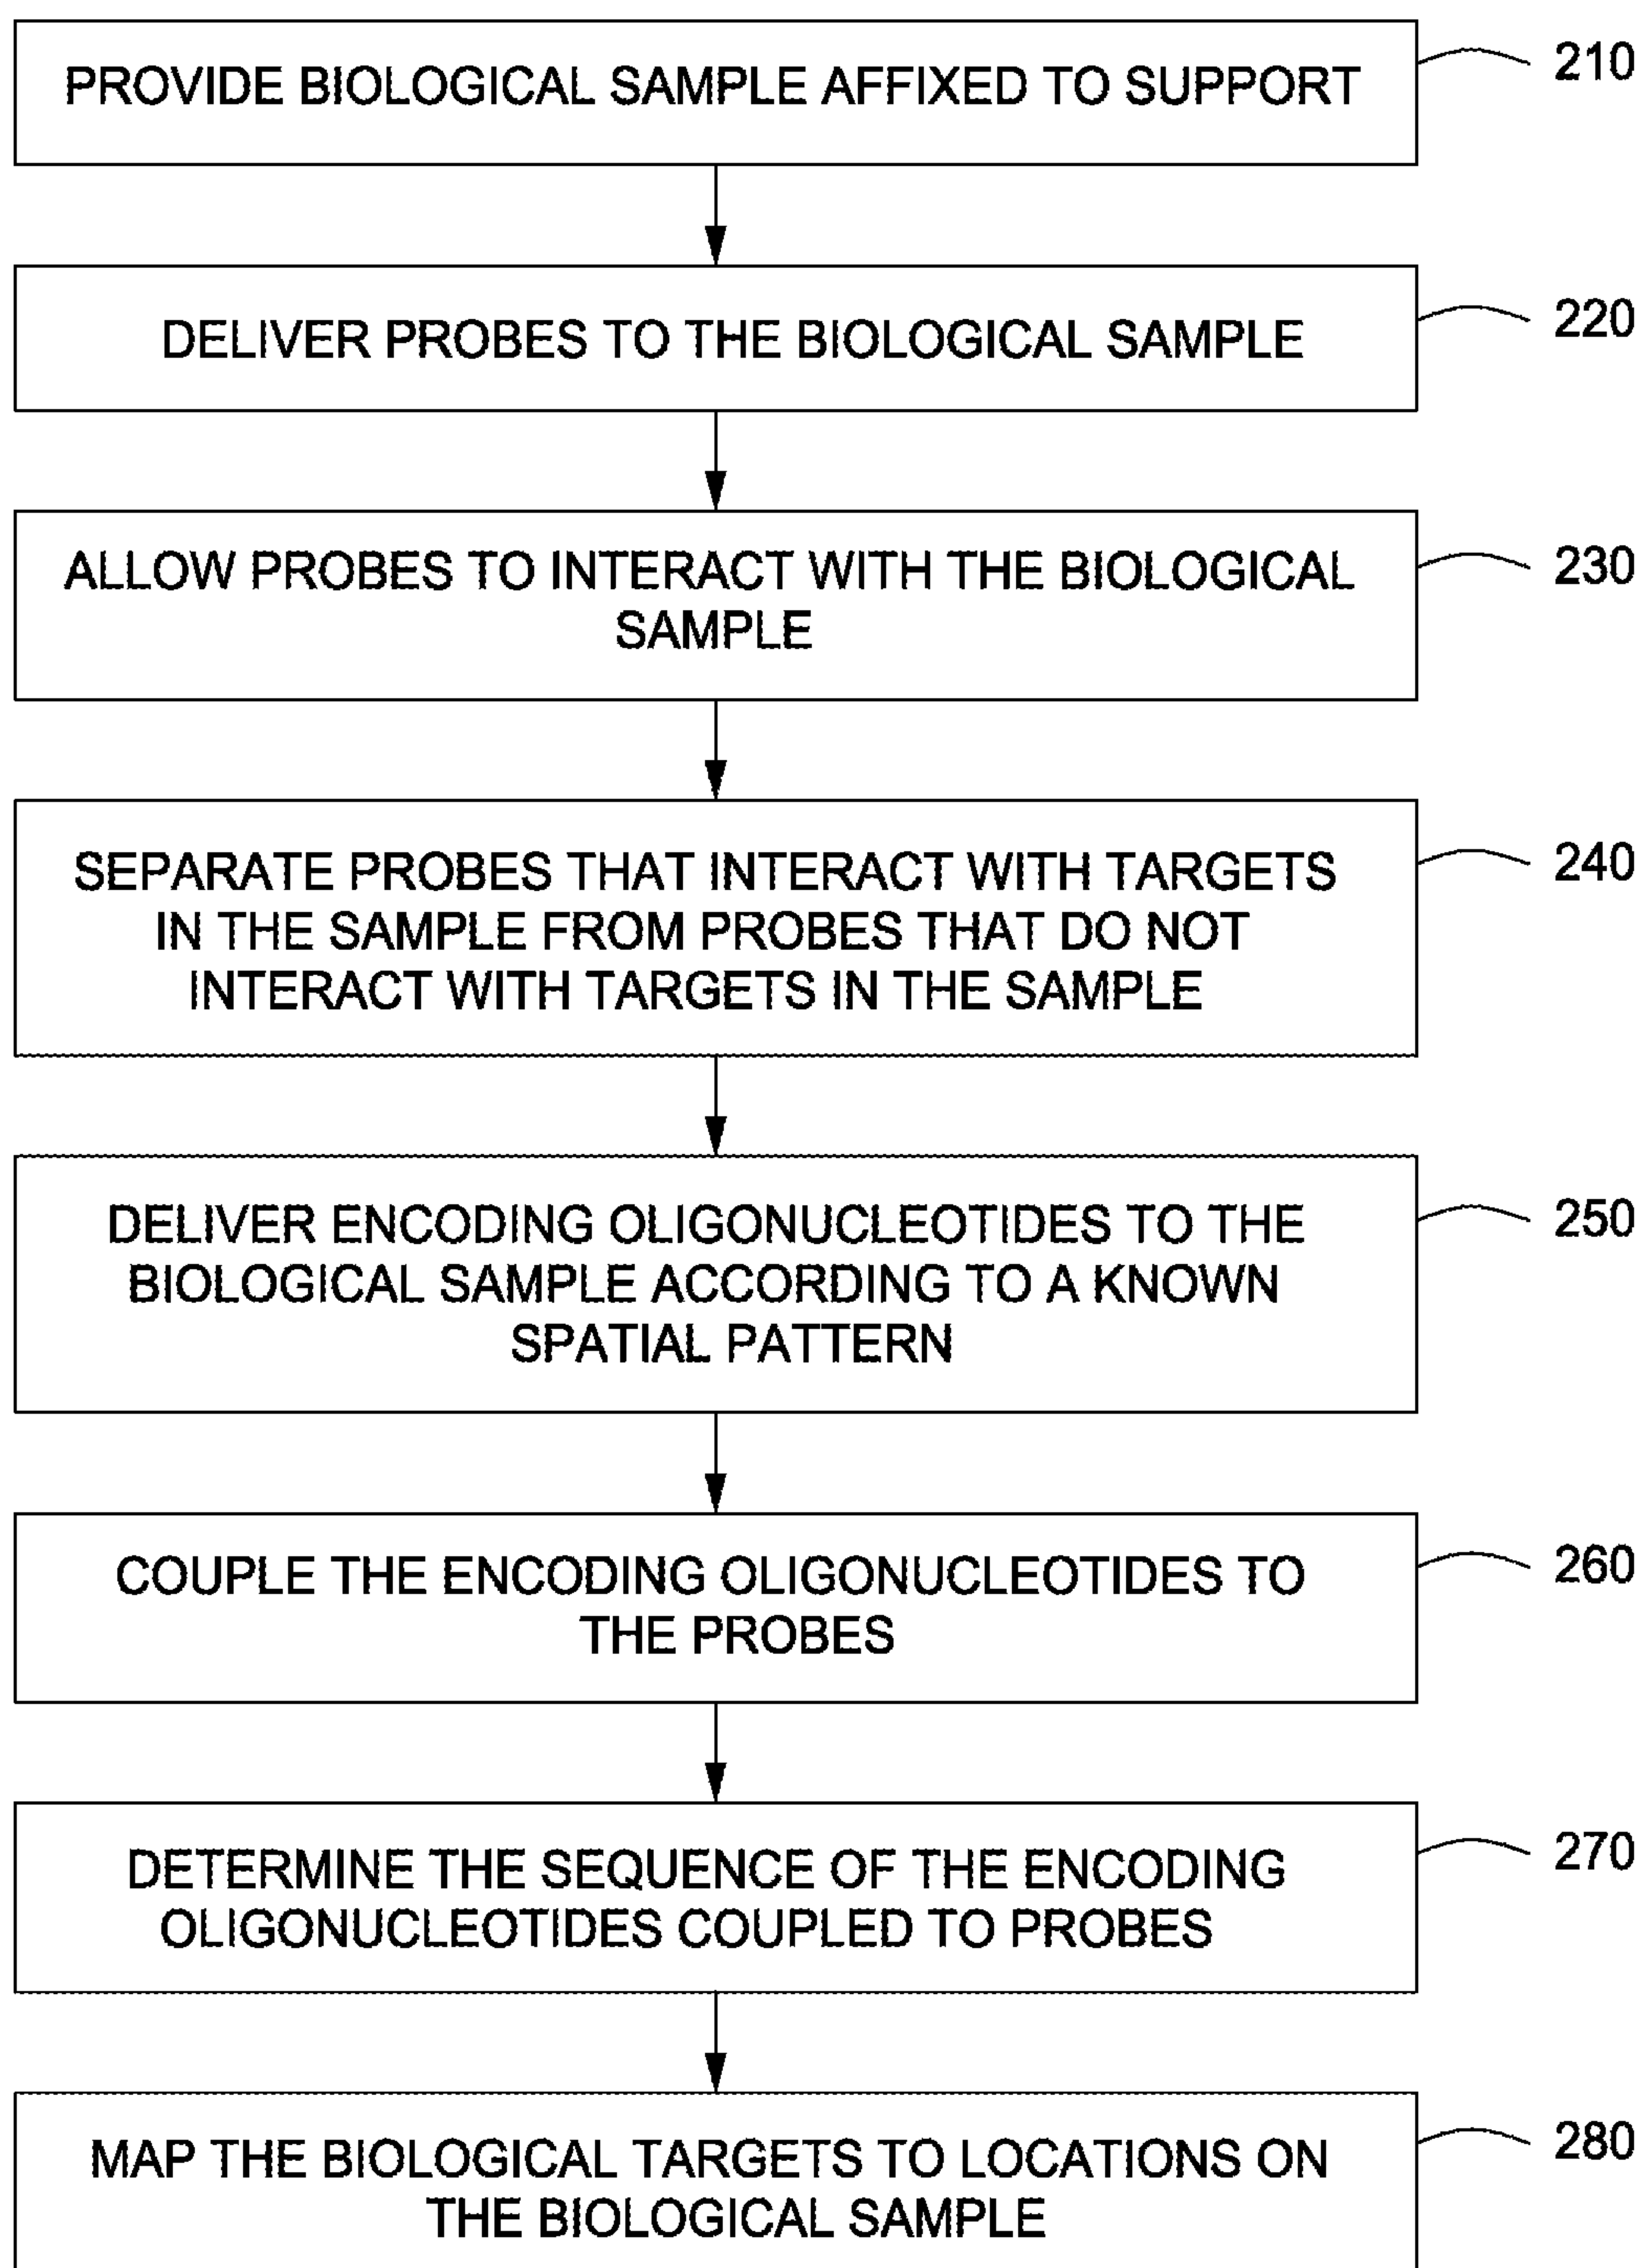 PROVIDE BIOLOGICAL SAMPLE AFFIXED TO SUPPORT
210
DELIVER PROBES TO THE BIOLOGICAL SAMPLE
220
ALLOW PROBES TO INTERACT WITH THE BIOLOGICAL
SAMPLE
230
SEPARATE PROBES THAT INTERACT WITH TARGETS
IN THE SAMPLE FROM PROBES THAT DO NOT
INTERACT WITH TARGETS IN THE SAMPLE
240
DELIVER ENCODING OLIGONUCLEOTIDES TO THE
BIOLOGICAL SAMPLE ACCORDING TO A KNOWN
SPATIAL PATTERN
250
COUPLE THE ENCODING OLIGONUCLEOTIDES TO
THE PROBES
260
DETERMINE THE SEQUENCE OF THE ENCODING
OLIGONUCLEOTIDES COUPLED TO PROBES
270
MAP THE BIOLOGICAL TARGETS TO LOCATIONS ON
THE BIOLOGICAL SAMPLE
280